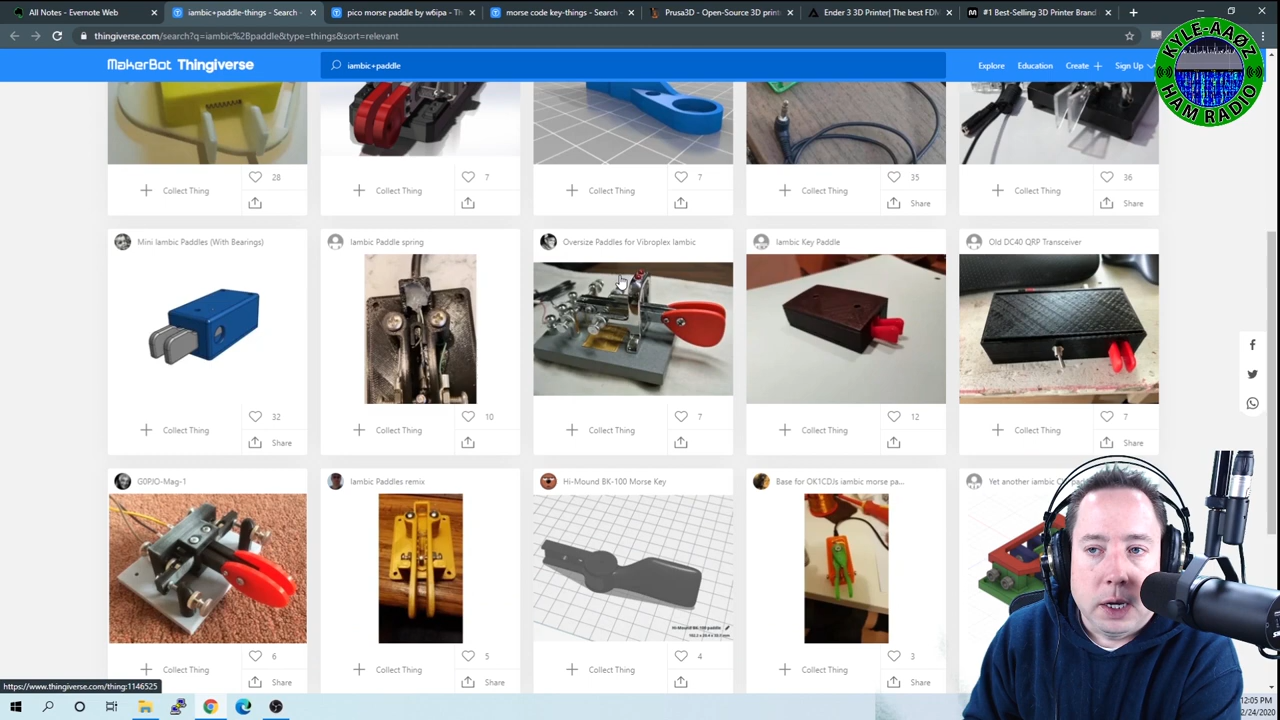 All Notes - Evernote Web
iambic+paddle-things - Search -
pico morse paddle by w6ipa - Th
morse code key-things - Search
Prusa3D - Open-Source 3D print
Ender 3 3D Printer| The best FD
#1 Best-Selling 3D Printer Brand
thingiverse.com/search?q=iambic%2Bpaddle&type=things&sort=relevant
MakerBot Thingiverse
iambic+paddle
Explore
Education
Create
Sign Up
KYLE-AAØZ
HAM RADIO
28
7
7
35
36
Collect Thing
Collect Thing
Collect Thing
Collect Thing
Collect Thing
Share
Share
Mini Iambic Paddles (With Bearings)
Iambic Paddle spring
Oversize Paddles for Vibroplex Iambic
Iambic Key Paddle
Old DC40 QRP Transceiver
32
10
7
12
7
Collect Thing
Collect Thing
Collect Thing
Collect Thing
Collect Thing
Share
Share
G0PJO-Mag-1
Iambic Paddles remix
Hi-Mound BK-100 Morse Key
Base for OK1CDJs iambic morse pa...
Yet another iambic C
Hi-Mound BK-100 paddle
6
5
4
3
Collect Thing
Collect Thing
Collect Thing
Collect Thing
Share
Share
Share
https://www.thingiverse.com/thing:1146525
12:05 PM
2/24/2020